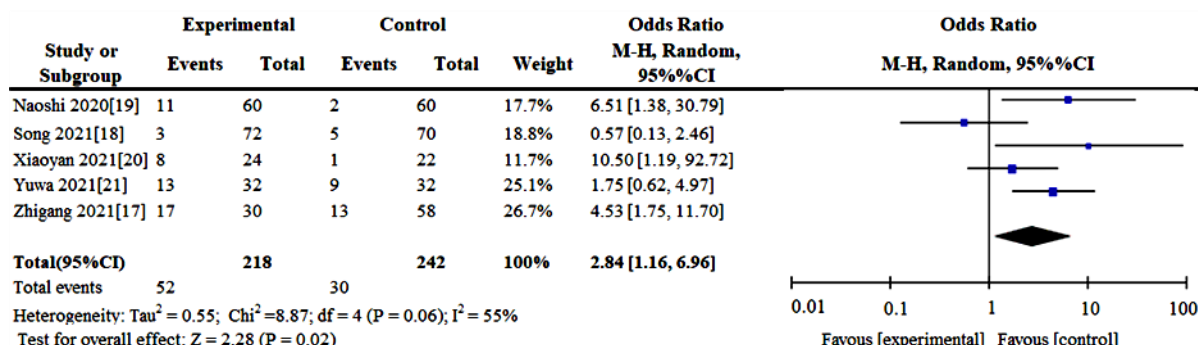 Experimental Control Odds Ratio Odds Ratio
Study or Subgroup Events Total Events Total Weight M-H, Random, 95%%CI M-H, Random, 95%%CI
Naoshi 2020[19] 11 60 2 60 17.7% 6.51 [1.38, 30.79]
Song 2021[18] 3 72 5 70 18.8% 0.57 [0.13, 2.46]
Xiaoyan 2021[20] 8 24 1 22 11.7% 10.50 [1.19, 92.72]
Yuwa 2021[21] 13 32 9 32 25.1% 1.75 [0.62, 4.97]
Zhigang 2021[17] 17 30 13 58 26.7% 4.53 [1.75, 11.70]
Total(95%CI) 218 242 100% 2.84 [1.16, 6.96]
Total events 52 30
Heterogeneity: Tau² = 0.55; Chi² =8.87; df = 4 (P = 0.06); I² = 55%
Test for overall effect: Z = 2.28 (P = 0.02)
0.01 0.1 1 10 100
Favous [experimental] Favous [control]